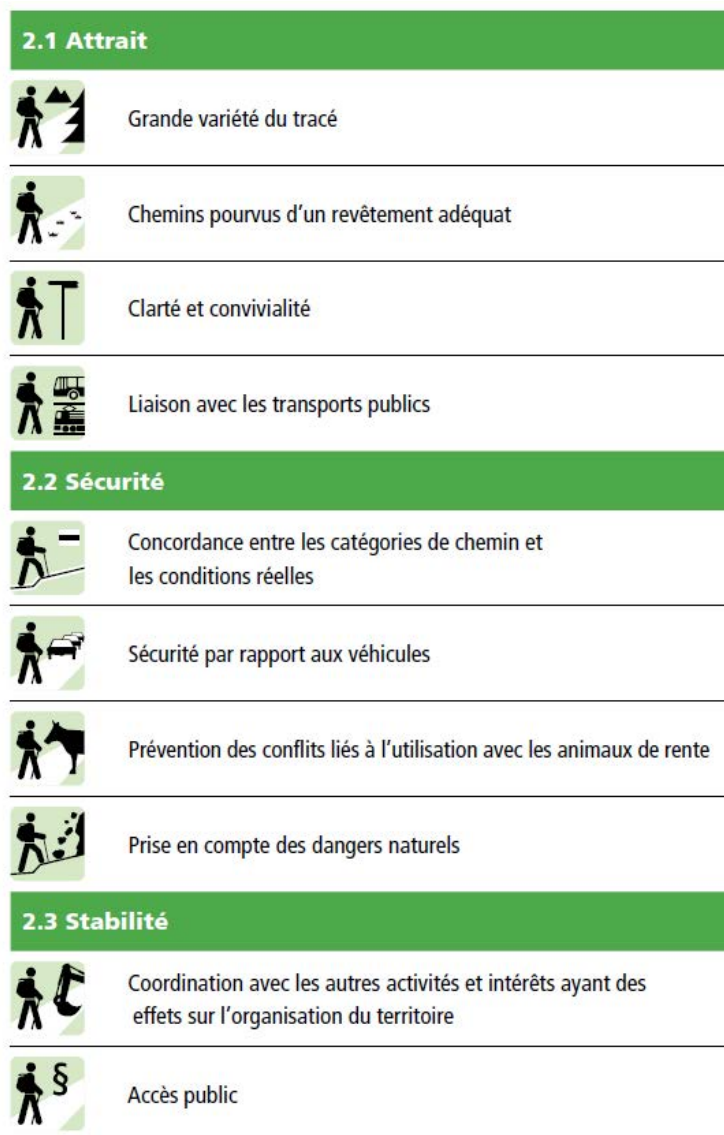 2.1 Attrait
Grande variété du tracé
Chemins pourvus d'un revêtement adéquat
Clarté et convivialité
Liaison avec les transports publics
2.2 Sécurité
Concordance entre les catégories de chemin et
les conditions réelles
Sécurité par rapport aux véhicules
Prévention des conflits liés à l'utilisation avec les animaux de rente
Prise en compte des dangers naturels
2.3 Stabilité
Coordination avec les autres activités et intérêts ayant des
effets sur l'organisation du territoire
§
Accès public